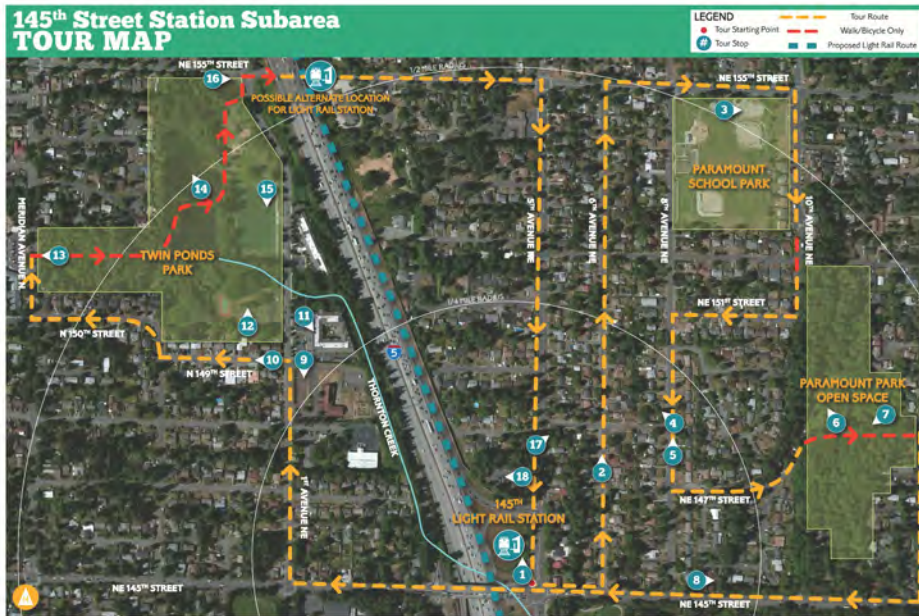 145th Street Station Subarea
TOUR MAP
LEGEND
Tour Starting Point
# Tour Stop
Tour Route
Walk/Bicycle Only
Proposed Light Rail Route
NE 155TH STREET
16
POSSIBLE ALTERNATE LOCATION
FOR LIGHT RAIL STATION
1/2 MILE RADIUS
NE 155TH STREET
3
PARAMOUNT
SCHOOL PARK
14
15
5TH AVENUE NE
6TH AVENUE NE
8TH AVENUE NE
10TH AVENUE NE
MERIDIAN AVENUE N
13
TWIN PONDS
PARK
1/4 MILE RADIUS
NE 151ST STREET
N 150TH STREET
12
11
5
10
9
N 149TH STREET
THORNTON CREEK
PARAMOUNT PARK
OPEN SPACE
4
6
7
17
5
2
18
1ST AVENUE NE
145TH
LIGHT RAIL STATION
NE 147TH STREET
1
8
NE 145TH STREET
NE 145TH STREET